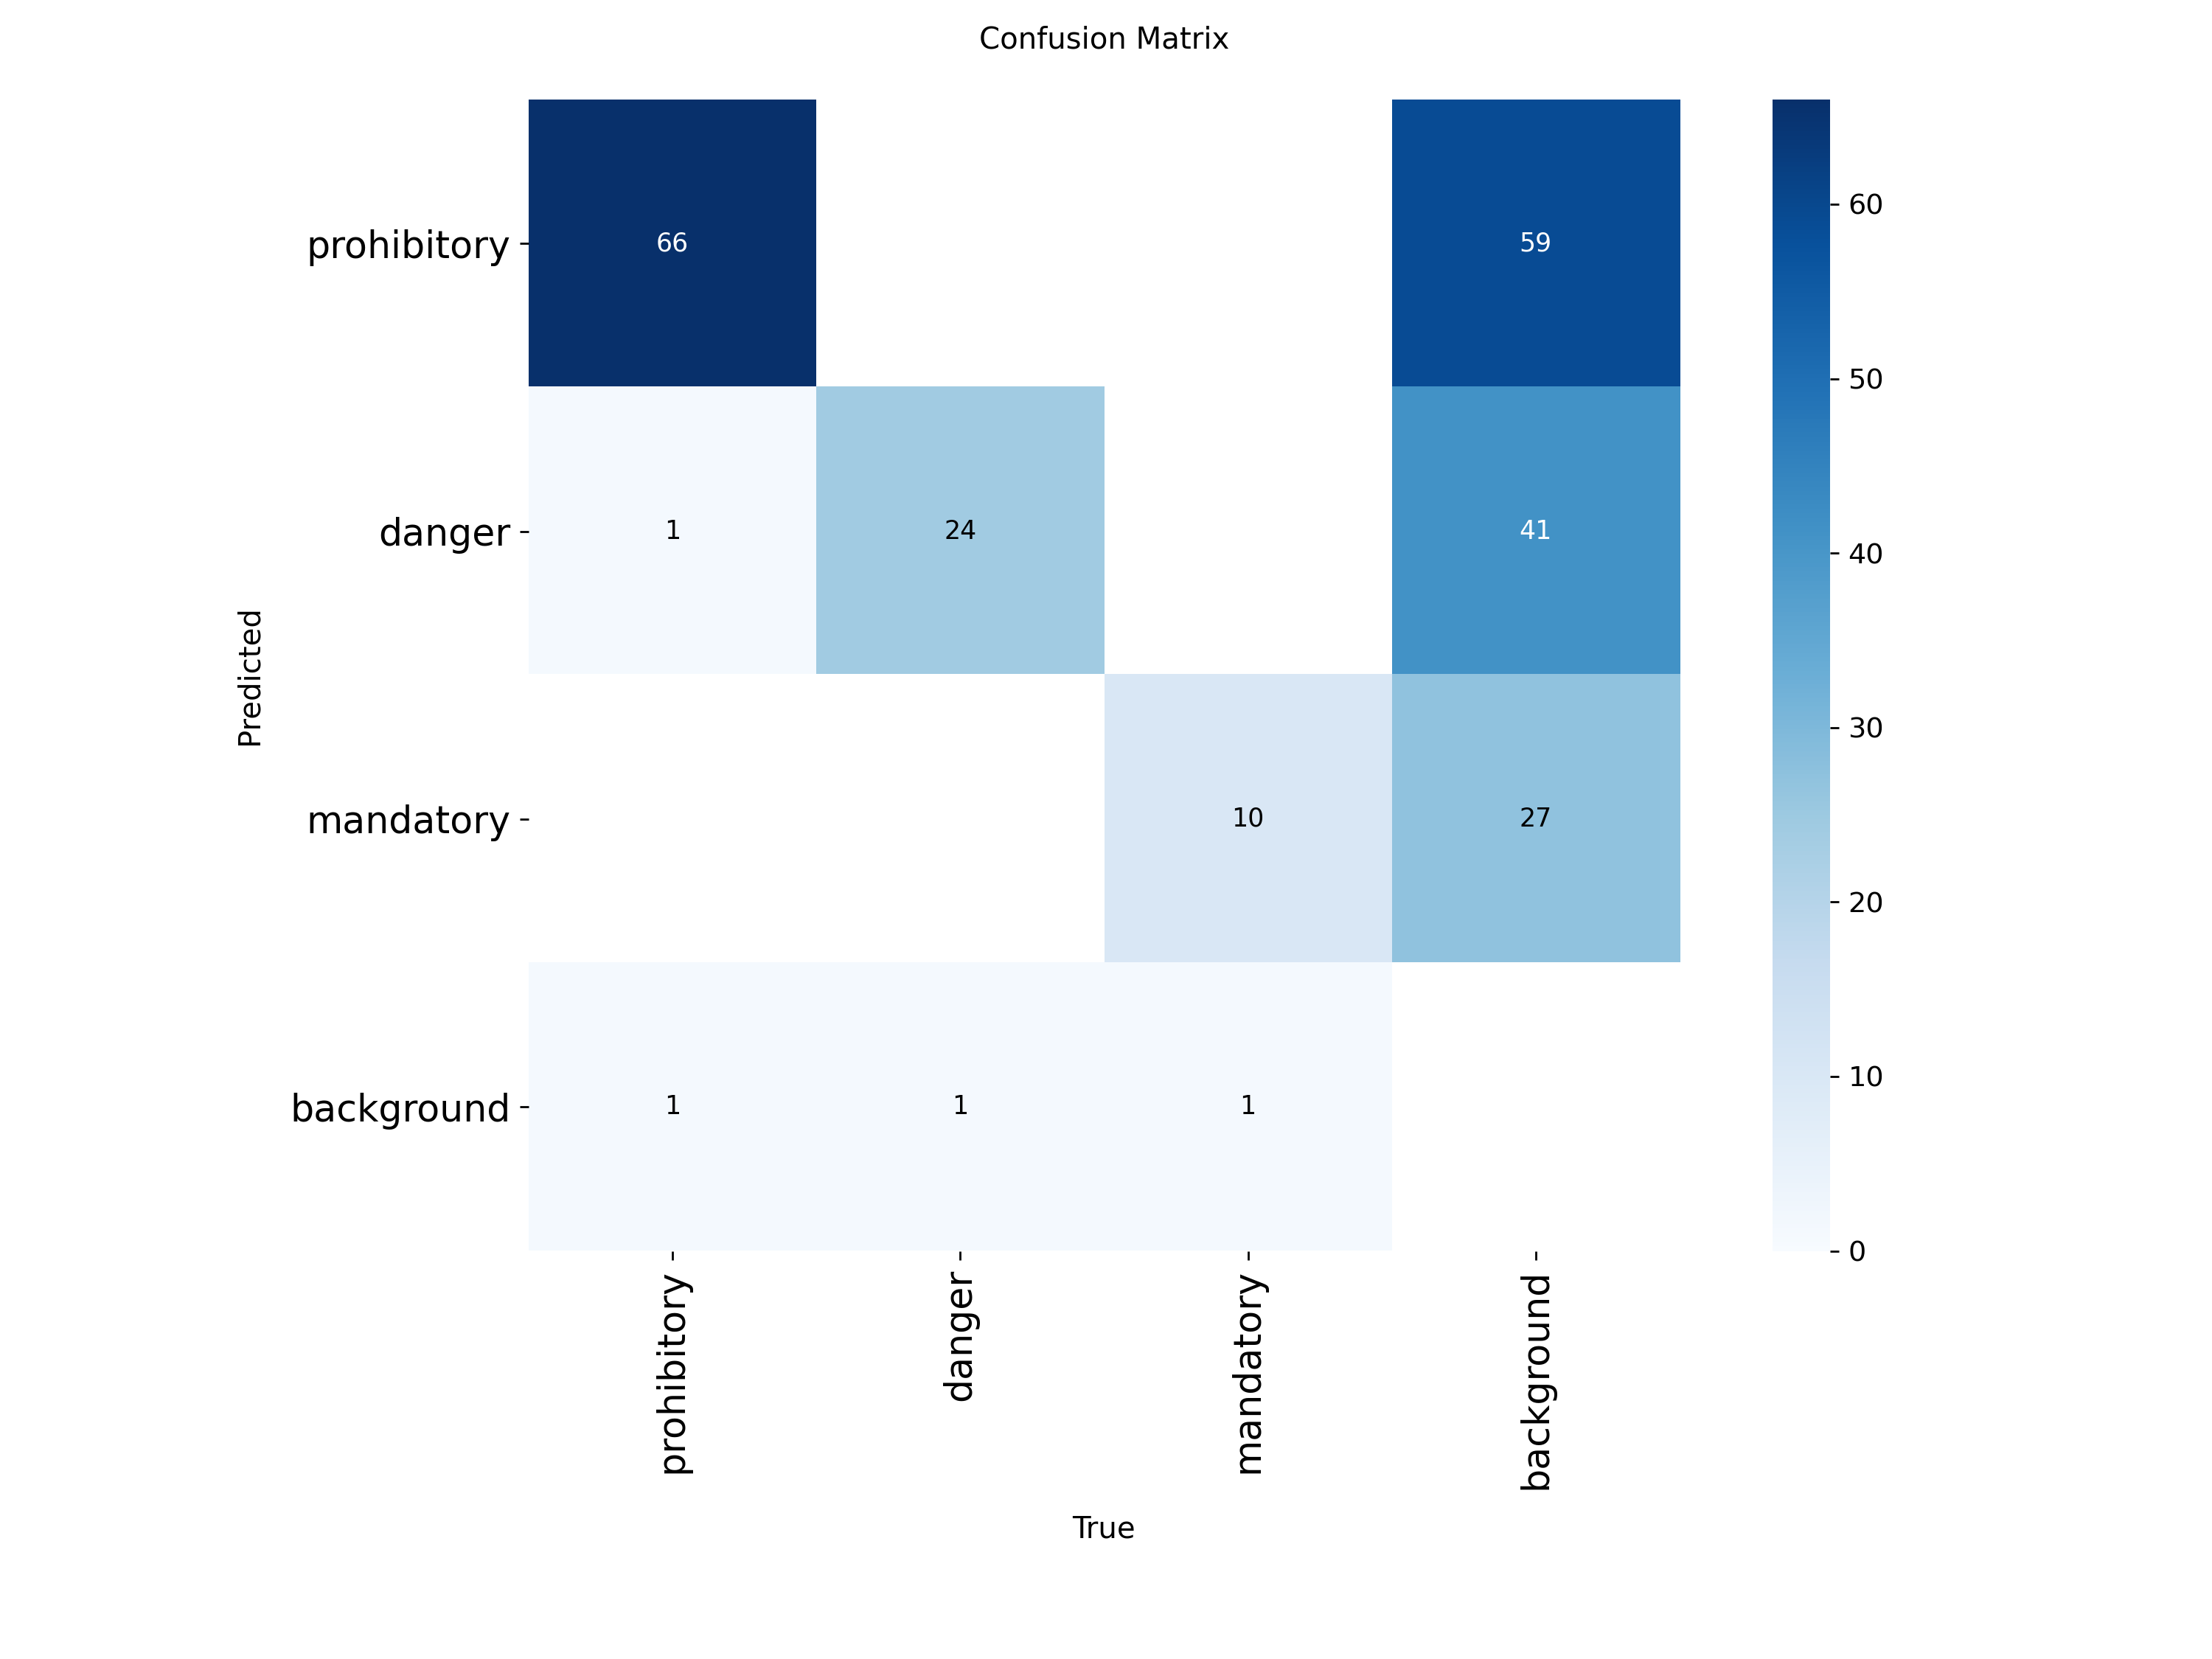 Confusion Matrix
prohibitory
66
59
60
50
danger
1
24
41
40
Predicted
30
mandatory
10
27
20
10
background
1
1
1
0
prohibitory
danger
mandatory
background
True